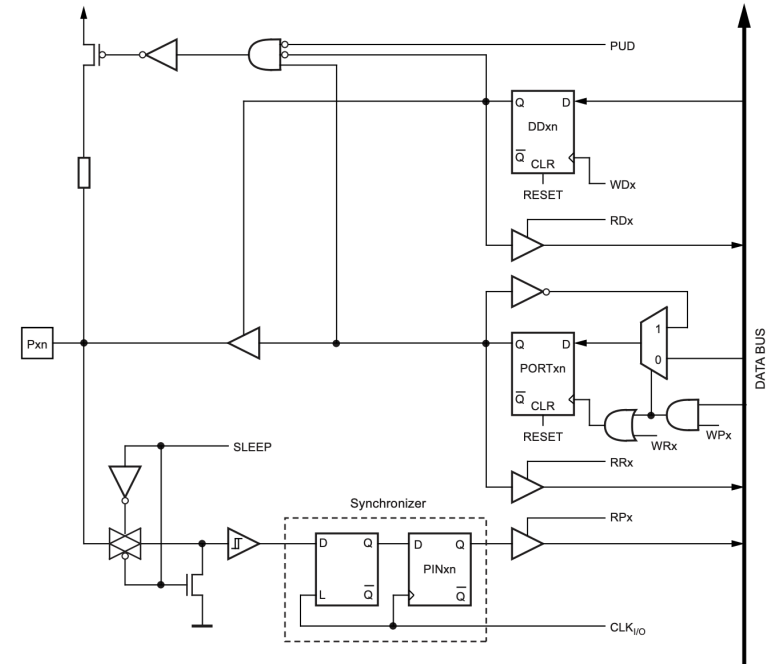 PUD
Q D
DDxn
Q CLR
WDx
RESET
RDx
1
Pxn
Q D
0
PORTxn
Q CLR
RESET
WRx
WPx
DATA BUS
SLEEP
RRx
Synchronizer
RPx
D Q
D Q
PINxn
L Q
Q
CLK I/O